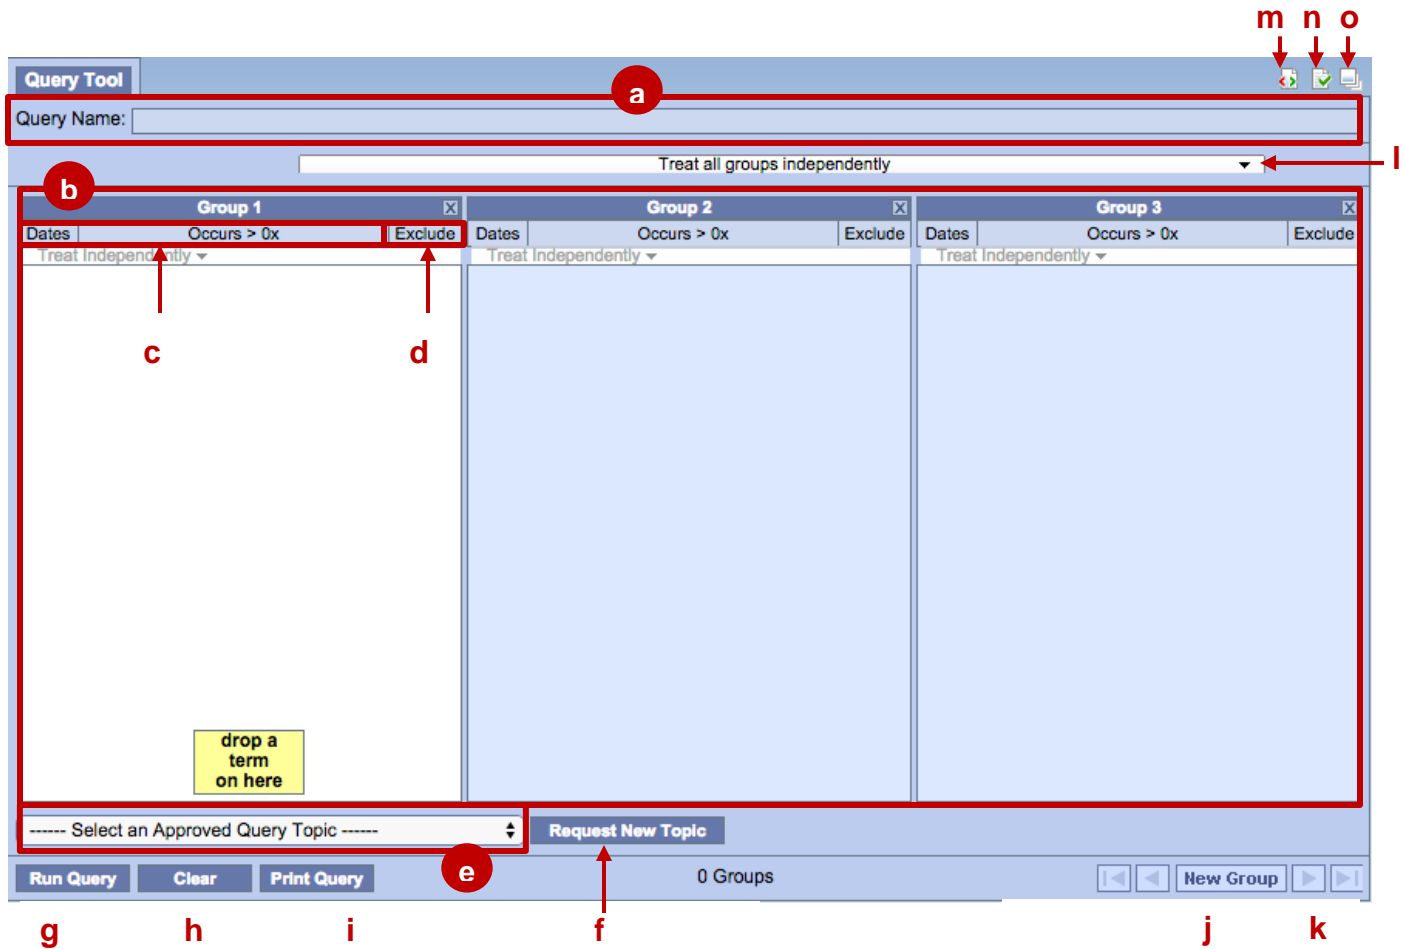 m n o
Query Tool
a
Query Name:
Treat all groups independently
l
b
Group 1 Group 2 Group 3
Dates Occurs > 0x Exclude Dates Occurs > 0x Exclude Dates Occurs > 0x Exclude
Treat Independently Treat Independently Treat Independently
c d
drop a
term
on here
------ Select an Approved Query Topic ------ Request New Topic
e
Run Query Clear Print Query 0 Groups New Group
g h i f j k